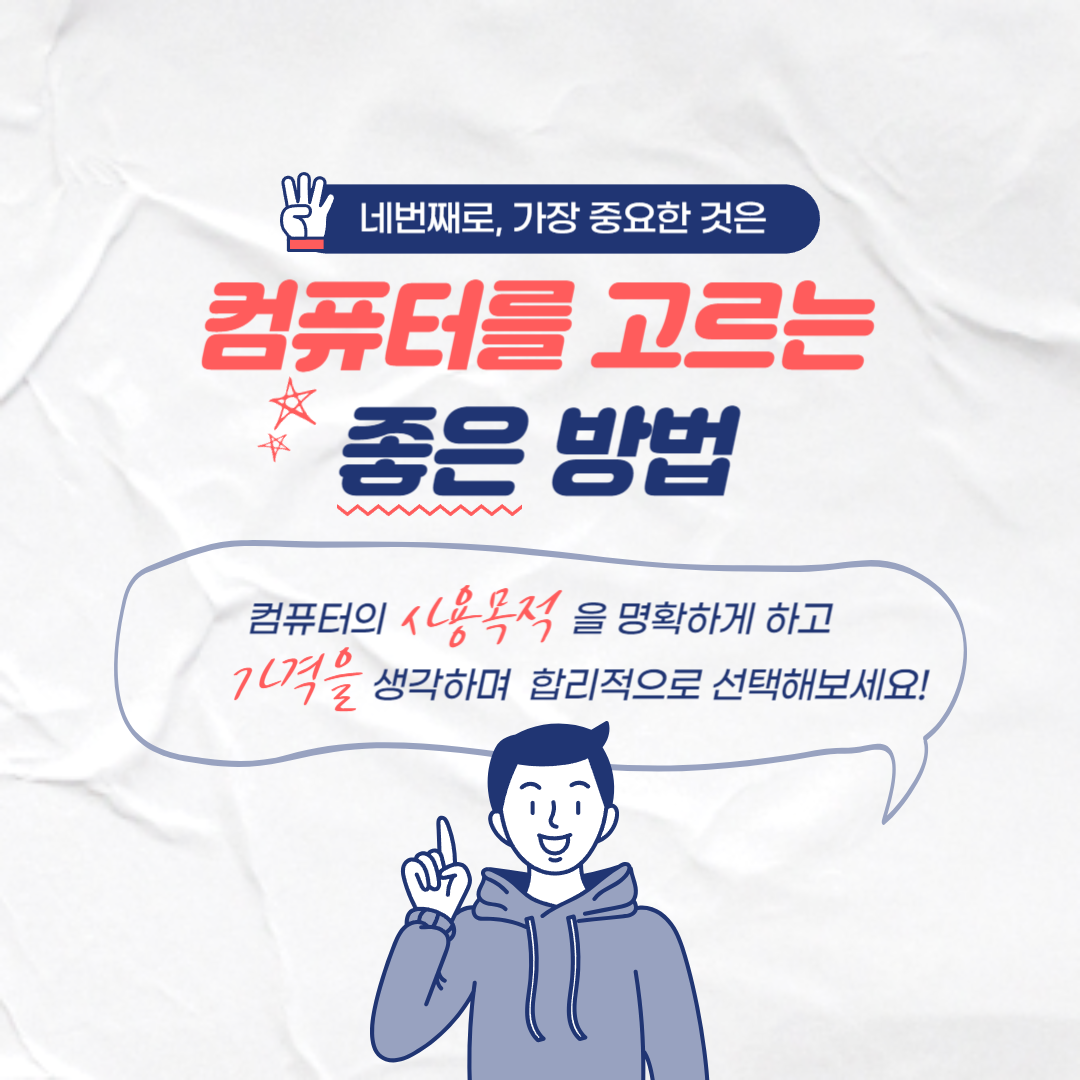 네번째로, 가장 중요한 것은
컴퓨터를 고르는
좋은 방법
컴퓨터의 사용목적 을 명확하게 하고
가격을 생각하며 합리적으로 선택해보세요!